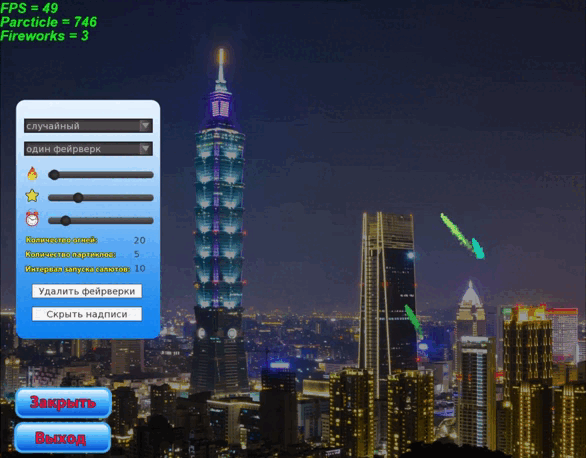 FPS = 49
Parcticle = 746
Fireworks = 3
случайный
один фейрверк
Количество огней: 20
Количество партиклов: 5
Интервал запуска салютов: 10
Удалить фейрверки
Скрыть надписи
Закрыть
Выход